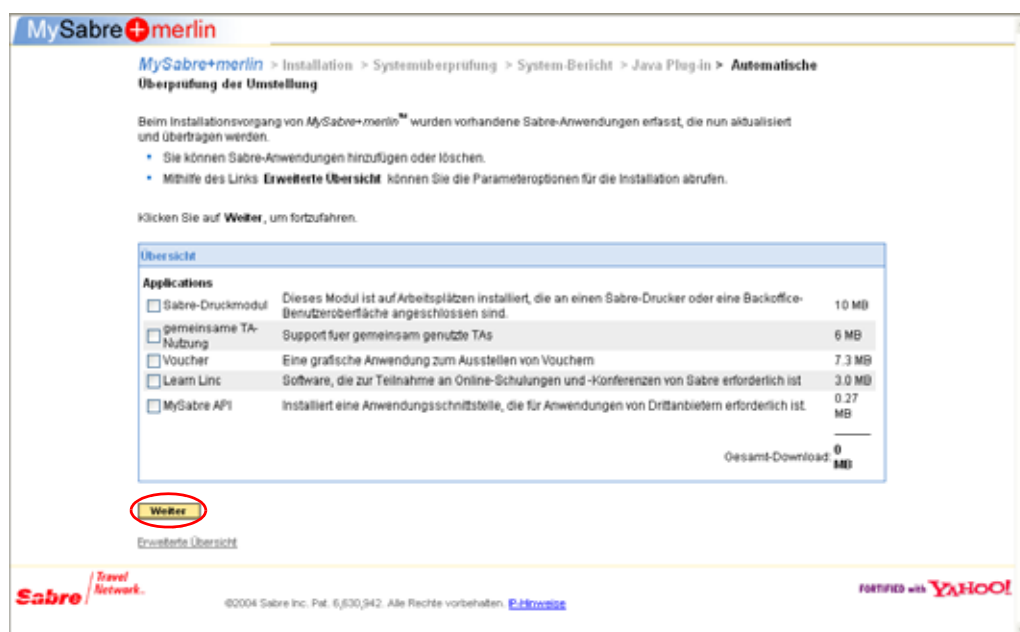 MySabre+merlin
MySabre+merlin > Installation > Systemüberprüfung > System-Bericht > Java Plug-in > Automatische
Überprüfung der Umstellung
Beim Installationsvorgang von MySabre+merlin™ wurden vorhandene Sabre-Anwendungen erfasst, die nun aktualisiert
und übertragen werden.
• Sie können Sabre-Anwendungen hinzufügen oder löschen.
• Mithilfe des Links Erweiterte Übersicht können Sie die Parameteroptionen für die Installation abrufen.
Klicken Sie auf Weiter, um fortzufahren.
Übersicht
Applications
Sabre-Druckmodul Dieses Modul ist auf Arbeitsplätzen installiert, die an einen Sabre-Drucker oder eine Backoffice-
Benutzeroberfläche angeschlossen sind. 10 MB
gemeinsame TA-
Nutzung Support fuer gemeinsam genutzte TAs 6 MB
Voucher Eine grafische Anwendung zum Ausstellen von Vouchern 7.3 MB
Learn Linc Software, die zur Teilnahme an Online-Schulungen und -Konferenzen von Sabre erforderlich ist 3.0 MB
MySabre API Installiert eine Anwendungsschnittstelle, die für Anwendungen von Drittanbietern erforderlich ist. 0.27
MB
Gesamt-Download: 0
MB
Weiter
Erweiterte Übersicht
Sabre Travel
Network.
©2004 Sabre Inc. Pat. 6,630,942. Alle Rechte vorbehalten. P-Hinweise
FORTIFIED with YAHOO!